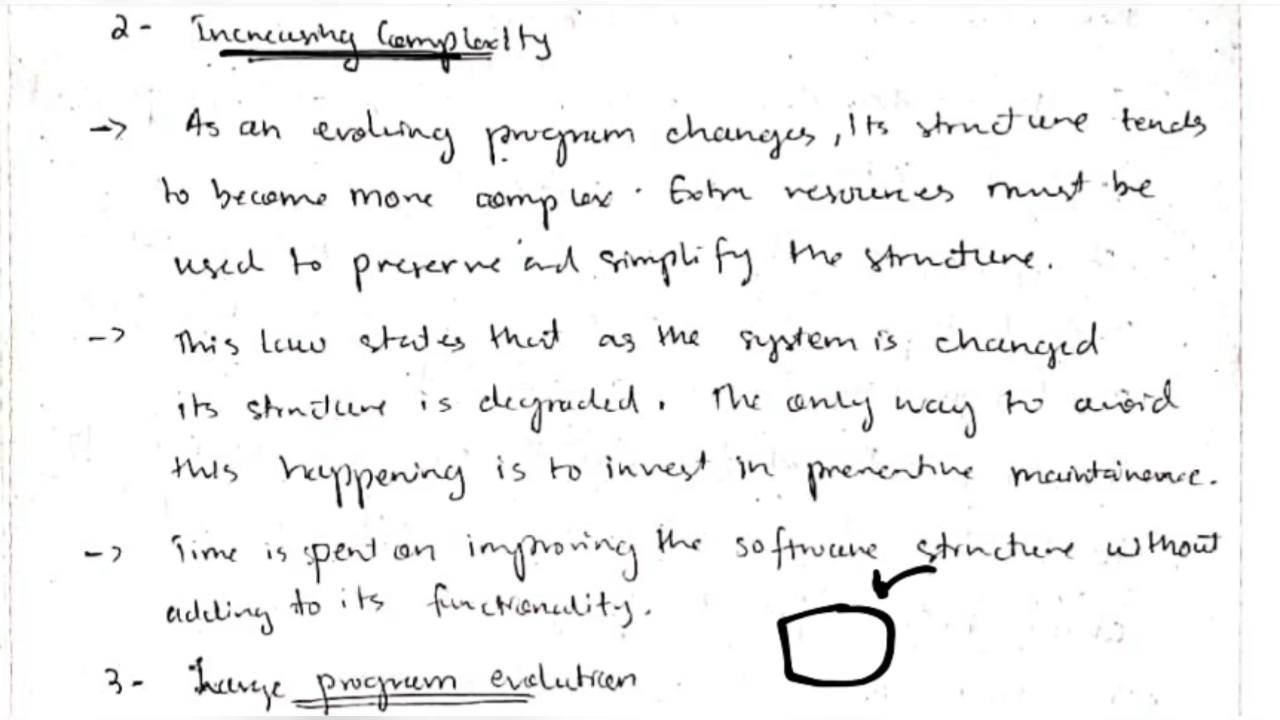 2- Increasing Complexity
-> As an evolving program changes, its structure tends
to become more complex. Extra resources must be
used to preserve and simplify the structure.
-> This law states that as the system is changed
its structure is degraded. The only way to avoid
this happening is to invest in preventive maintainence.
-> Time is spent on improving the software structure without
adding to its functionality.
3- Large program evolution